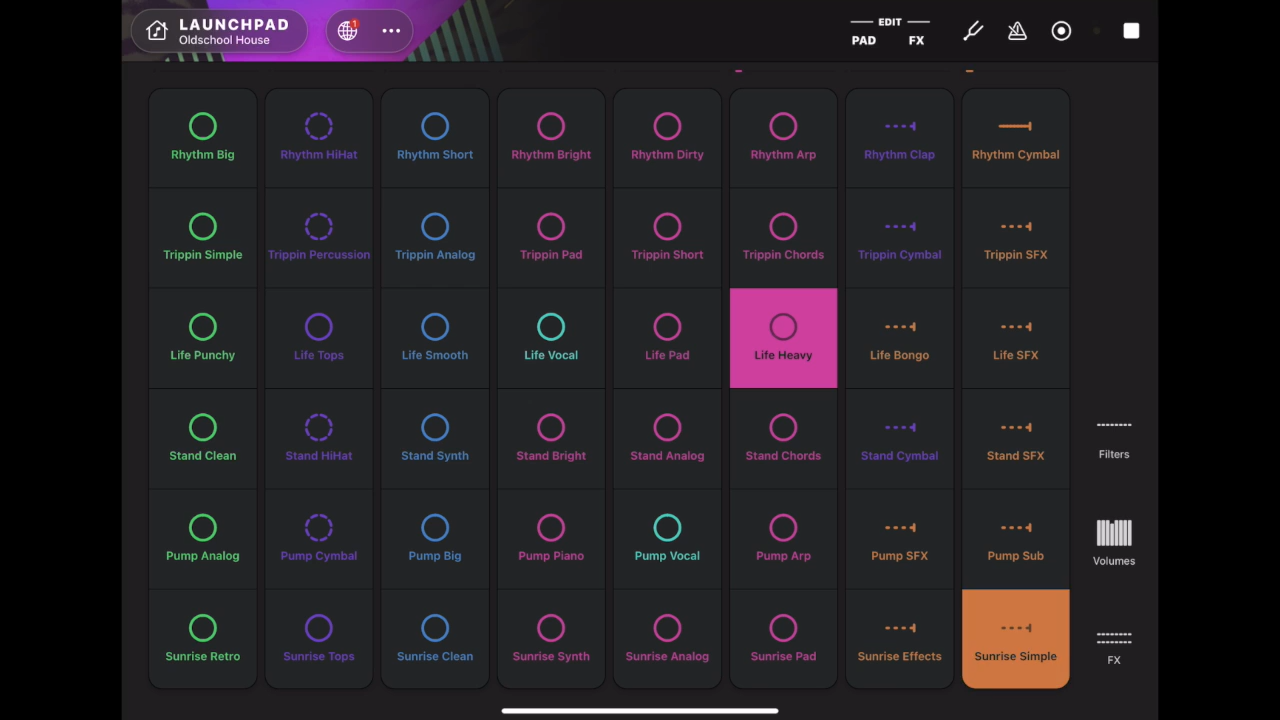 LAUNCHPAD
Oldschool House
1
EDIT
PAD FX
Rhythm Big Rhythm HiHat Rhythm Short Rhythm Bright Rhythm Dirty Rhythm Arp Rhythm Clap Rhythm Cymbal
Trippin Simple Trippin Percussion Trippin Analog Trippin Pad Trippin Short Trippin Chords Trippin Cymbal Trippin SFX
Life Punchy Life Tops Life Smooth Life Vocal Life Pad Life Heavy Life Bongo Life SFX
Stand Clean Stand HiHat Stand Synth Stand Bright Stand Analog Stand Chords Stand Cymbal Stand SFX
Filters
Pump Analog Pump Cymbal Pump Big Pump Piano Pump Vocal Pump Arp Pump SFX Pump Sub
Volumes
Sunrise Retro Sunrise Tops Sunrise Clean Sunrise Synth Sunrise Analog Sunrise Pad Sunrise Effects Sunrise Simple
FX